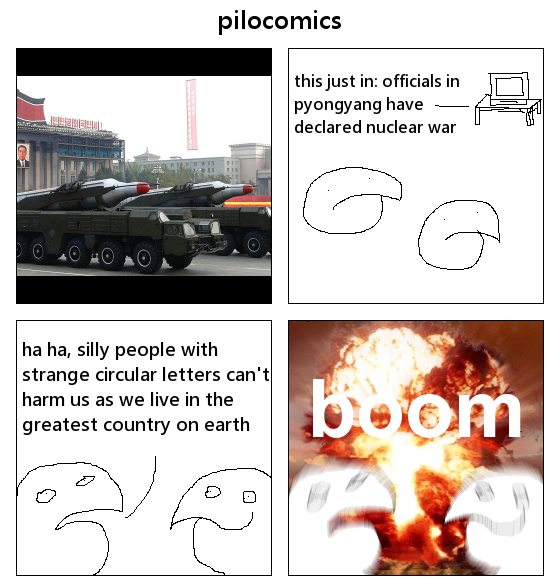 pilocomics
this just in: officials in
pyongyang have
declared nuclear war
ha ha, silly people with
strange circular letters can't
harm us as we live in the
greatest country on earth
boom